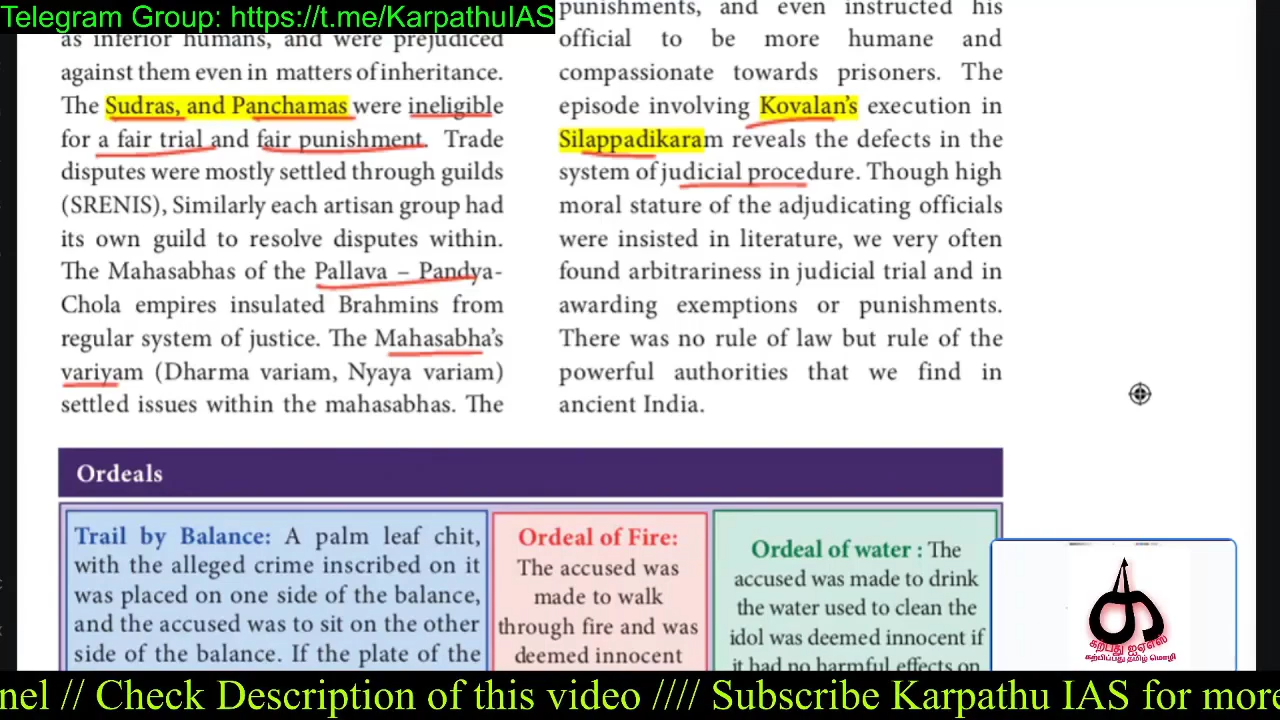 Telegram Group: https://t.me/KarpathuIAS
as inferior humans, and were prejudiced
against them even in matters of inheritance.
The Sudras, and Panchamas were ineligible
for a fair trial and fair punishment. Trade
disputes were mostly settled through guilds
(SRENIS), Similarly each artisan group had
its own guild to resolve disputes within.
The Mahasabhas of the Pallava – Pandya-
Chola empires insulated Brahmins from
regular system of justice. The Mahasabha’s
variyam (Dharma variam, Nyaya variam)
settled issues within the mahasabhas. The
punishments, and even instructed his
official to be more humane and
compassionate towards prisoners. The
episode involving Kovalan’s execution in
Silappadikaram reveals the defects in the
system of judicial procedure. Though high
moral stature of the adjudicating officials
were insisted in literature, we very often
found arbitrariness in judicial trial and in
awarding exemptions or punishments.
There was no rule of law but rule of the
powerful authorities that we find in
ancient India.
Ordeals
Trail by Balance: A palm leaf chit,
with the alleged crime inscribed on it
was placed on one side of the balance,
and the accused was to sit on the other
side of the balance. If the plate of the
Ordeal of Fire:
The accused was
made to walk
through fire and was
deemed innocent
Ordeal of water : The
accused was made to drink
the water used to clean the
idol was deemed innocent if
it had no harmful effects on
க
கற்பது ஐஏஎஸ்
கற்பிப்பது தமிழ் மொழி
nel // Check Description of this video //// Subscribe Karpathu IAS for more